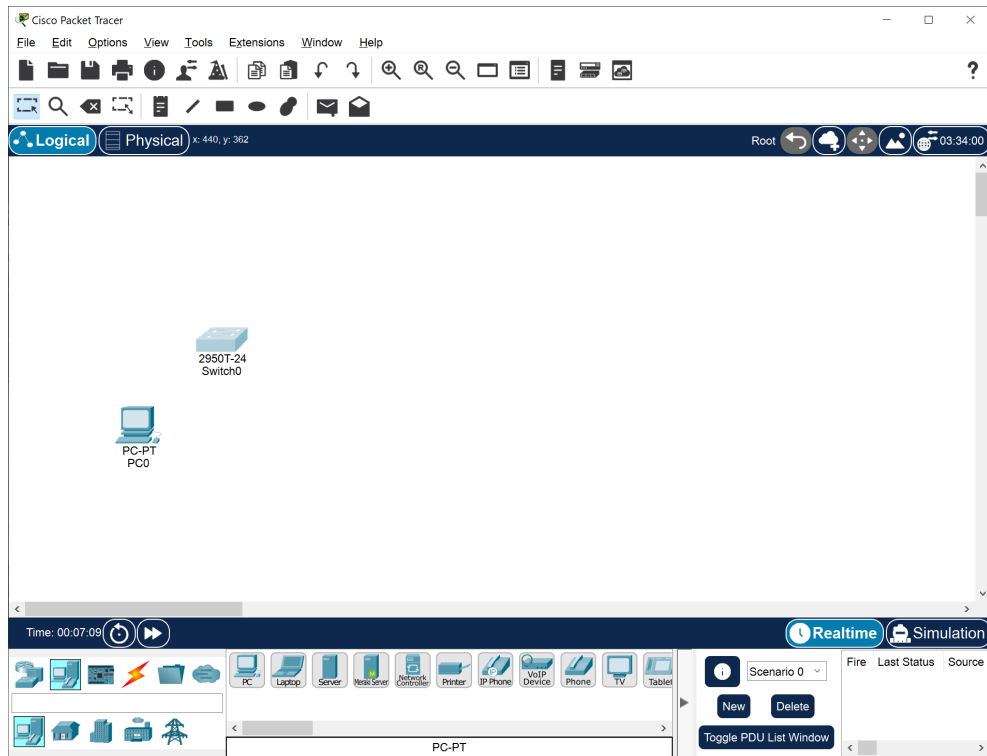 Cisco Packet Tracer
File Edit Options View Tools Extensions Window Help
?
Logical Physical x: 440, y: 362 Root 03:34:00
2950T-24
Switch0
PC-PT
PC0
Time: 00:07:09 Realtime Simulation
PC Laptop Server Meraki Server Network Controller Printer IP Phone VoIP Device Phone TV Tablet
Scenario 0
Fire Last Status Source
New Delete
Toggle PDU List Window
PC-PT